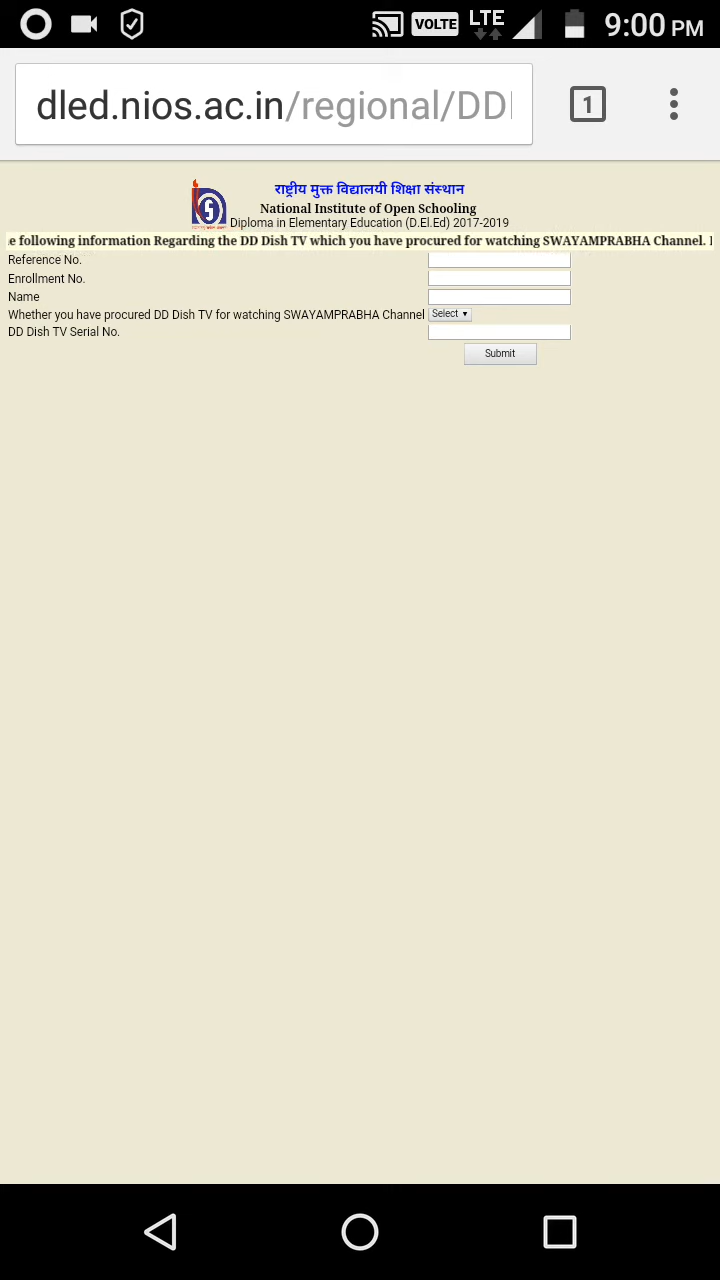 VOLTE LTE 9:00 PM
dled.nios.ac.in/regional/DD 1
राष्ट्रीय मुक्त विद्यालयी शिक्षा संस्थान
National Institute of Open Schooling
Diploma in Elementary Education (D.El.Ed) 2017-2019
e following information Regarding the DD Dish TV which you have procured for watching SWAYAMPRABHA Channel.
Reference No.
Enrollment No.
Name
Whether you have procured DD Dish TV for watching SWAYAMPRABHA Channel Select
DD Dish TV Serial No.
Submit